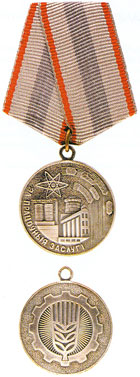 ЗА ПРАЦОЎНЫЯ ЗАСЛУГІ